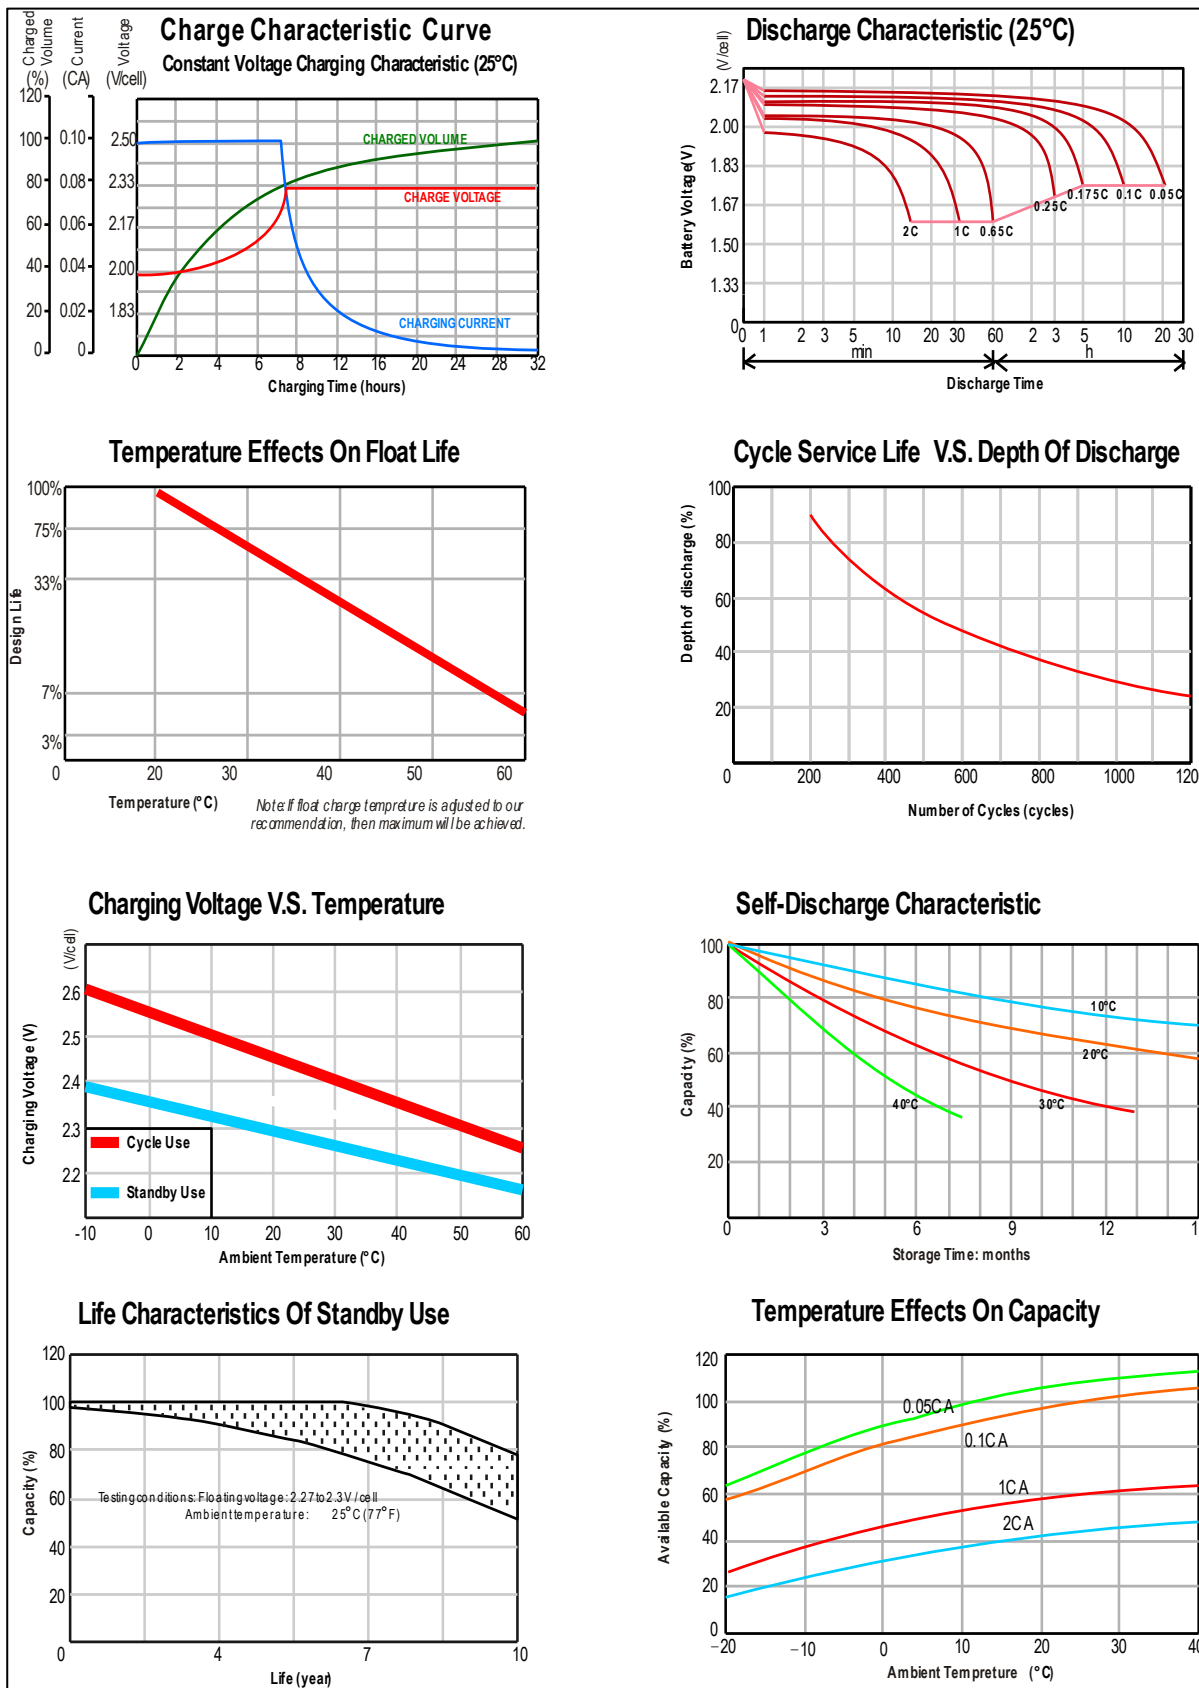 Charge Characteristic Curve
Constant Voltage Charging Characteristic (25°C)
Charged Volume
Current
Voltage
(%)
(CA)
(V/cell)
120
100
80
60
40
20
0
0.10
0.08
0.06
0.04
0.02
0
2.50
2.33
2.17
2.00
1.83
CHARGED VOLUME
CHARGE VOLTAGE
CHARGING CURRENT
0 2 4 6 8 12 16 20 24 28 32
Charging Time (hours)
Discharge Characteristic (25°C)
(V/cell)
Battery Voltage(V)
2.17
2.00
1.83
1.67
1.50
1.33
0
2C 1C 0.65C 0.25C 0.175C 0.1C 0.05C
0 1 2 3 5 10 20 30 60 2 3 5 10 20 30
min h
Discharge Time
Temperature Effects On Float Life
Design Life
100%
75%
33%
7%
3%
0 20 30 40 50 60
Temperature (°C)
Note: If float charge tempreture is adjusted to our
recommendation, then maximum will be achieved.
Cycle Service Life V.S. Depth Of Discharge
Depth of discharge (%)
100
80
60
40
20
0 200 400 600 800 1000 120
Number of Cycles (cycles)
Charging Voltage V.S. Temperature
(V/cell)
Charging Voltage (V)
26
25
24
23
22
Cycle Use
Standby Use
-10 0 10 20 30 40 50 60
Ambient Temperature (°C)
Self-Discharge Characteristic
Capacity (%)
100
80
60
40
20
10°C
20°C
30°C
40°C
0 3 6 9 12 1
Storage Time: months
Life Characteristics Of Standby Use
Capacity (%)
120
100
80
60
40
20
Testing conditions: Floating voltage: 2.27 to 2.3V/cell
Ambient temperature: 25°C (77°F)
0 4 7 10
Life (year)
Temperature Effects On Capacity
Available Capacity (%)
120
100
80
60
40
20
0
0.05CA
0.1CA
1CA
2CA
−20 −10 0 10 20 30 40
Ambient Tempreture (°C)